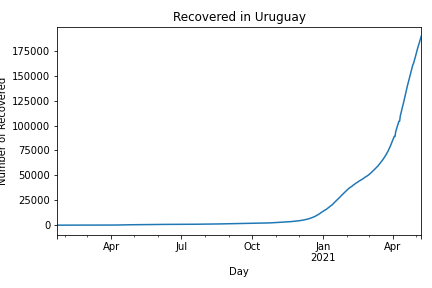 Recovered in Uruguay
175000
150000
125000
100000
75000
50000
25000
0
Number of Recovered
Apr
Jul
Oct
Jan
2021
Apr
Day